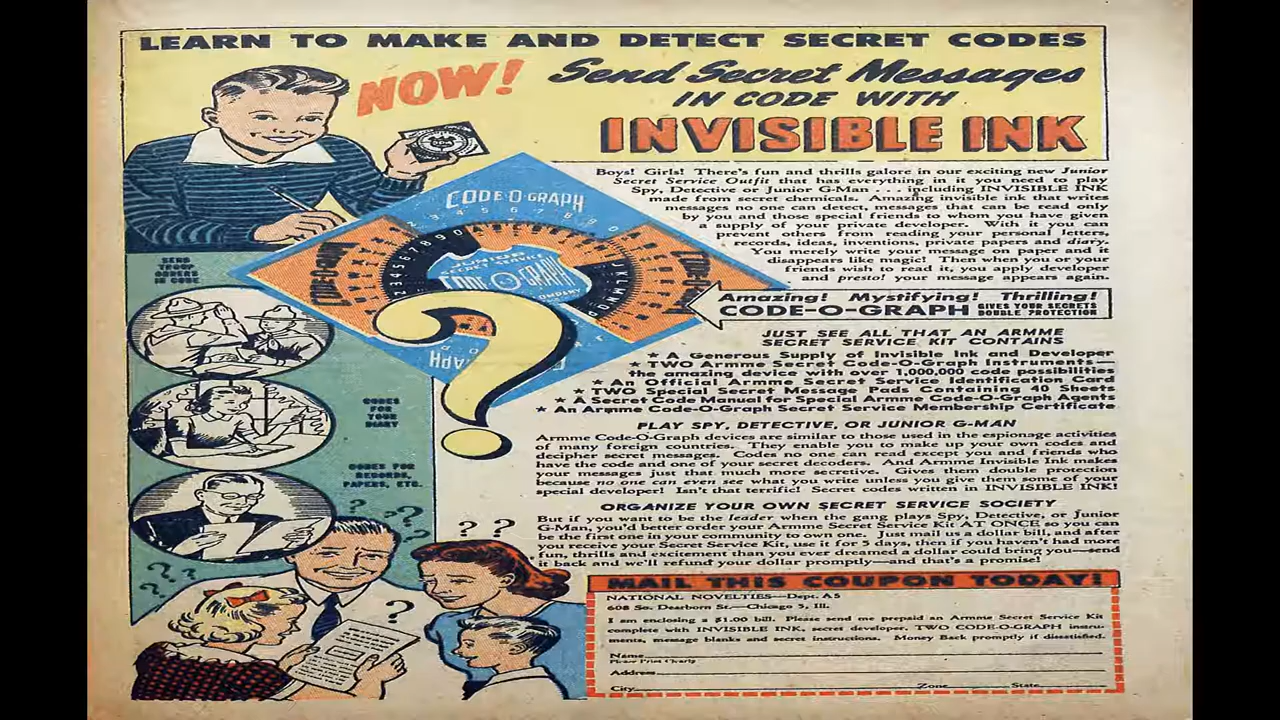 LEARN TO MAKE AND DETECT SECRET CODES
NOW!
Send Secret Messages
IN CODE WITH
INVISIBLE INK
Boys! Girls! There's fun and thrills galore in our exciting new Junior
Secret Service Outfit that has everything in it you need to play
Spy, Detective or Junior G-Man . . . including INVISIBLE INK
made from secret chemicals. Amazing invisible ink that writes
messages no one can detect, messages that can be read only
by you and those special friends to whom you have given
a supply of your private developer. With it you can
prevent others from reading your personal letters,
records, ideas, inventions, private papers and diary.
You merely write your message on paper and it
disappears like magic! Then when you or your
friends wish to read it, you apply developer
and presto! your message appears again.
CODE-O-GRAPH
2 3 4 5 6 7 8 9 0
JUNIOR
SECRET SERVICE
CODE-O-GRAPH
Amazing! Mystifying! Thrilling!
CODE-O-GRAPH GIVES YOUR SECRETS
DOUBLE PROTECTION
JUST SEE ALL THAT AN ARMME
SECRET SERVICE KIT CONTAINS
★ A Generous Supply of Invisible Ink and Developer
★ TWO Armme Secret Code-O-Graph Instruments—
the amazing device with over 1,000,000 code possibilities
★ An Official Armme Secret Service Identification Card
★ TWO Special Secret Message Pads Containing 40 Sheets
★ A Secret Code Manual for Special Armme Code-O-Graph Agents
★ An Armme Code-O-Graph Secret Service Membership Certificate
SEND
TROOP
ORDERS
IN CODE
CODES
FOR
YOUR
DIARY
CODES FOR
RECORDS,
PAPERS, ETC.
PLAY SPY, DETECTIVE, OR JUNIOR G-MAN
Armme Code-O-Graph devices are similar to those used in the espionage activities
of many foreign countries. They enable you to make up your own codes and
decipher secret messages. Codes no one can read except you and friends who
have the code and one of your secret decoders. And Armme Invisible Ink makes
your messages just that much more secretive. Gives them double protection
because no one can even see what you write unless you give them some of your
special developer! Isn't that terrific! Secret codes written in INVISIBLE INK!
ORGANIZE YOUR OWN SECRET SERVICE SOCIETY
But if you want to be the leader when the gang plays Spy, Detective, or Junior
G-Man, you'd better order your Armme Secret Service Kit AT ONCE so you can
be the first one in your community to own one. Just mail us a dollar bill, and after
you receive your Secret Service Kit, use it for 5 days, then if you haven't had more
fun, thrills and excitement than you ever dreamed a dollar could bring you—send
it back and we'll refund your dollar promptly—and that's a promise!
MAIL THIS COUPON TODAY!
NATIONAL NOVELTIES—Dept. AS
608 So. Dearborn St.—Chicago 5, Ill.
I am enclosing a $1.00 bill. Please send me prepaid an Armme Secret Service Kit
complete with INVISIBLE INK, secret developer, TWO CODE-O-GRAPH instru-
ments, message blanks and secret instructions. Money Back promptly if dissatisfied.
Name
Please Print Clearly
Address
City Zone State